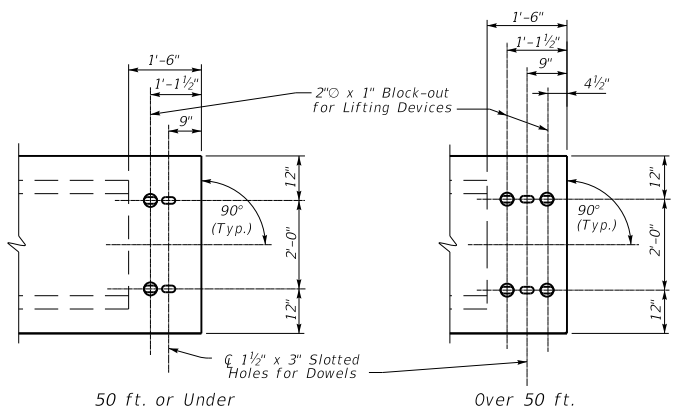 1'-6"
1'-1½"
9"
2"∅ x 1" Block-out
for Lifting Devices
1'-6"
1'-1½"
9"
4½"
12"
90°
(Typ.)
2'-0"
12"
12"
90°
(Typ.)
2'-0"
12"
℄ 1½" x 3" Slotted
Holes for Dowels
50 ft. or Under
Over 50 ft.